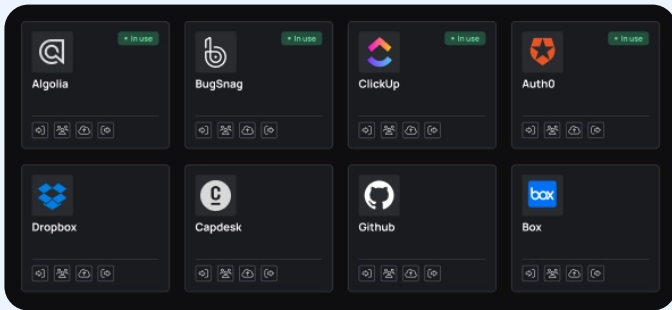 In use
In use
In use
In use
Algolia
BugSnag
ClickUp
Auth0
Dropbox
Capdesk
Github
box
Box